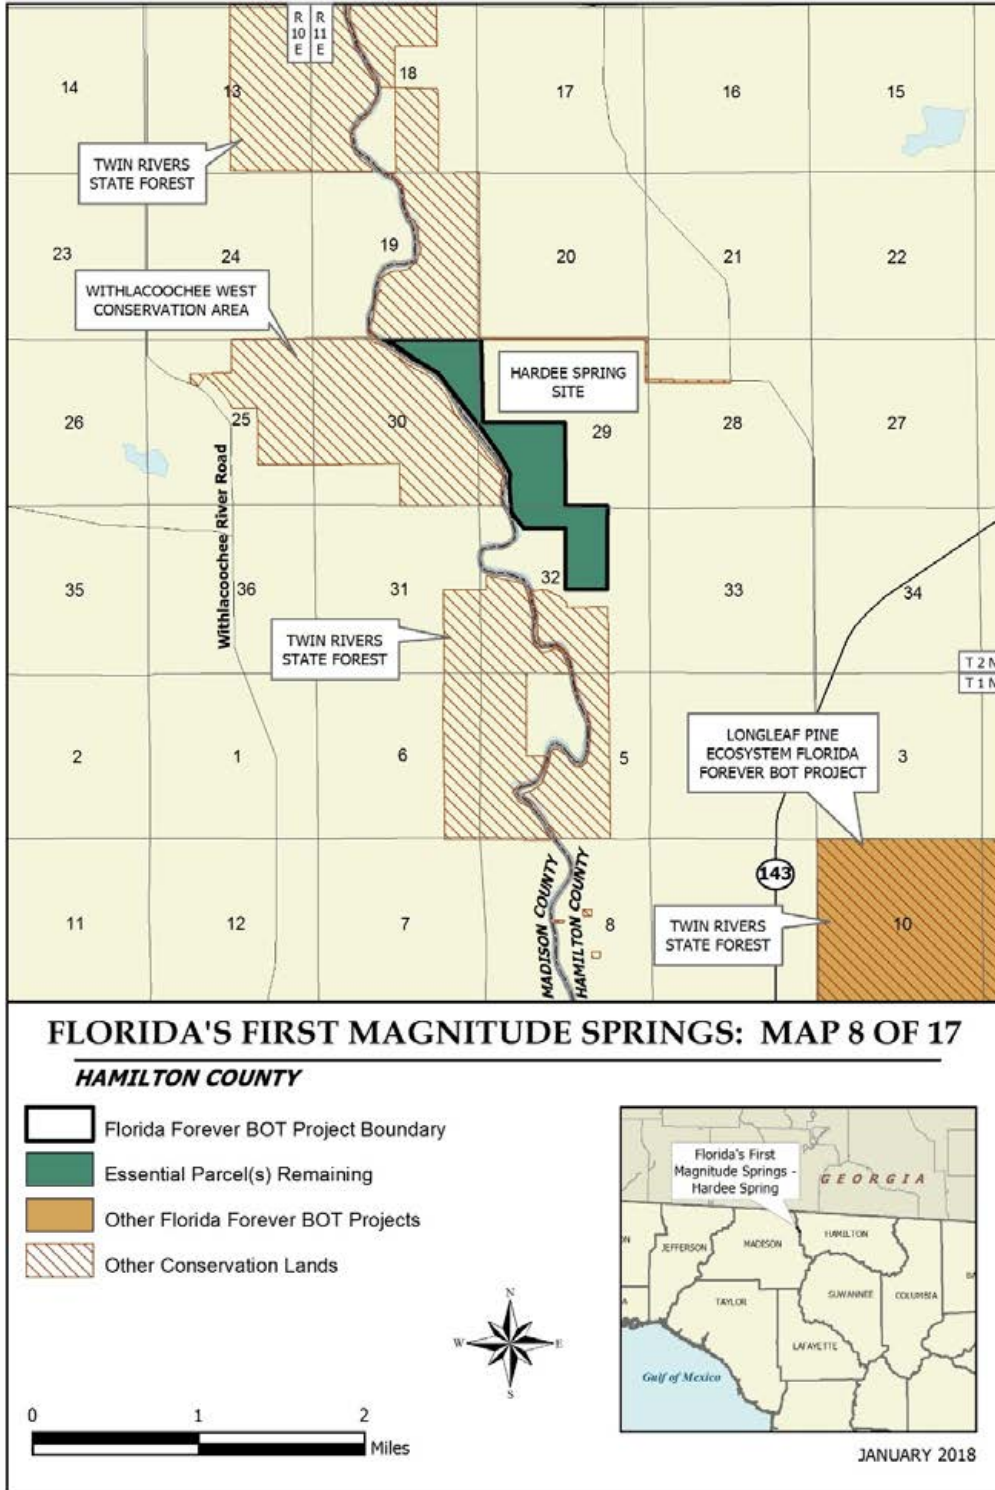 R R
10 11
E E
14
13
18
17
16
15
TWIN RIVERS
STATE FOREST
23
24
19
20
21
22
WITHLACOOCHEE WEST
CONSERVATION AREA
HARDEE SPRING
SITE
26
25
30
29
28
27
Withlacoochee River Road
35
36
31
32
33
34
TWIN RIVERS
STATE FOREST
T 2 N
T 1 N
LONGLEAF PINE
ECOSYSTEM FLORIDA
FOREVER BOT PROJECT
2
1
6
5
3
143
MADISON COUNTY
HAMILTON COUNTY
11
12
7
8
TWIN RIVERS
STATE FOREST
10
FLORIDA'S FIRST MAGNITUDE SPRINGS: MAP 8 OF 17
HAMILTON COUNTY
Florida Forever BOT Project Boundary
Essential Parcel(s) Remaining
Other Florida Forever BOT Projects
Other Conservation Lands
N
W E
S
0 1 2
Miles
Florida's First
Magnitude Springs -
Hardee Spring
GEORGIA
ON
JEFFERSON
MADISON
HAMILTON
BA
A
TAYLOR
SUWANNEE
COLUMBIA
LAFAYETTE
Gulf of Mexico
JANUARY 2018